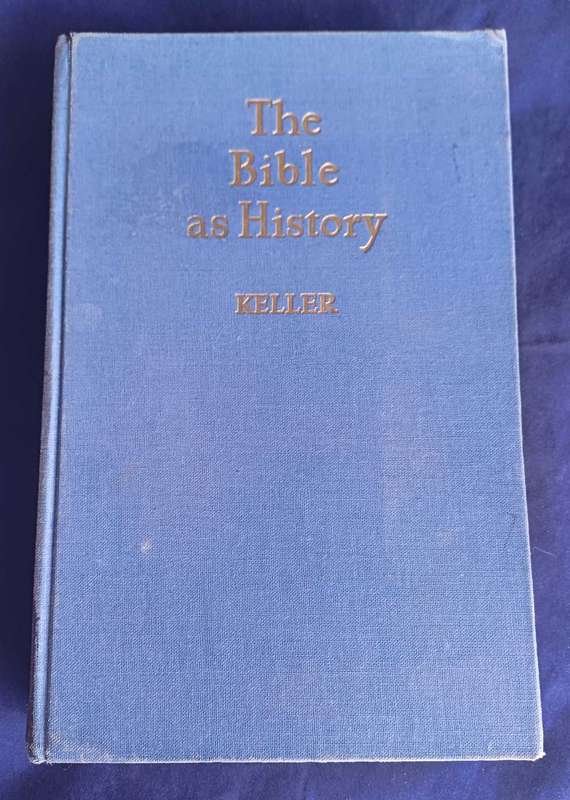 The
Bible
as History
KELLER